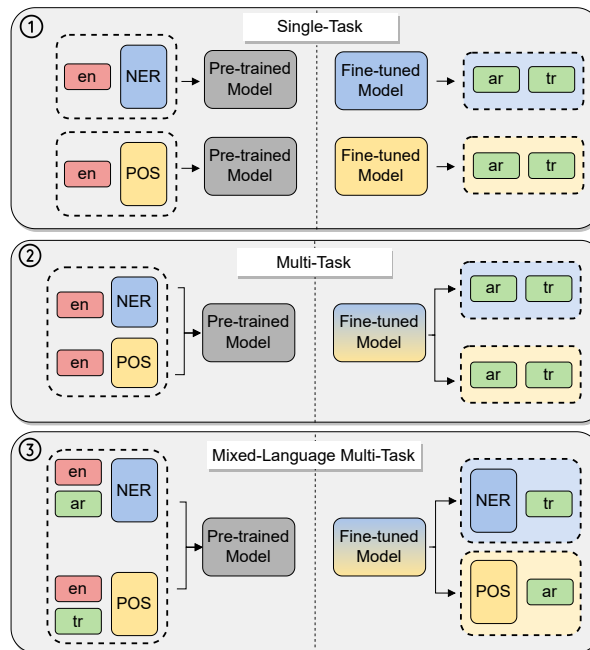 1
Single-Task
en
NER
Pre-trained
Model
Fine-tuned
Model
ar
tr
en
POS
Pre-trained
Model
Fine-tuned
Model
ar
tr
2
Multi-Task
en
NER
en
POS
Pre-trained
Model
Fine-tuned
Model
ar
tr
ar
tr
3
Mixed-Language Multi-Task
en
ar
NER
en
tr
POS
Pre-trained
Model
Fine-tuned
Model
NER
tr
POS
ar